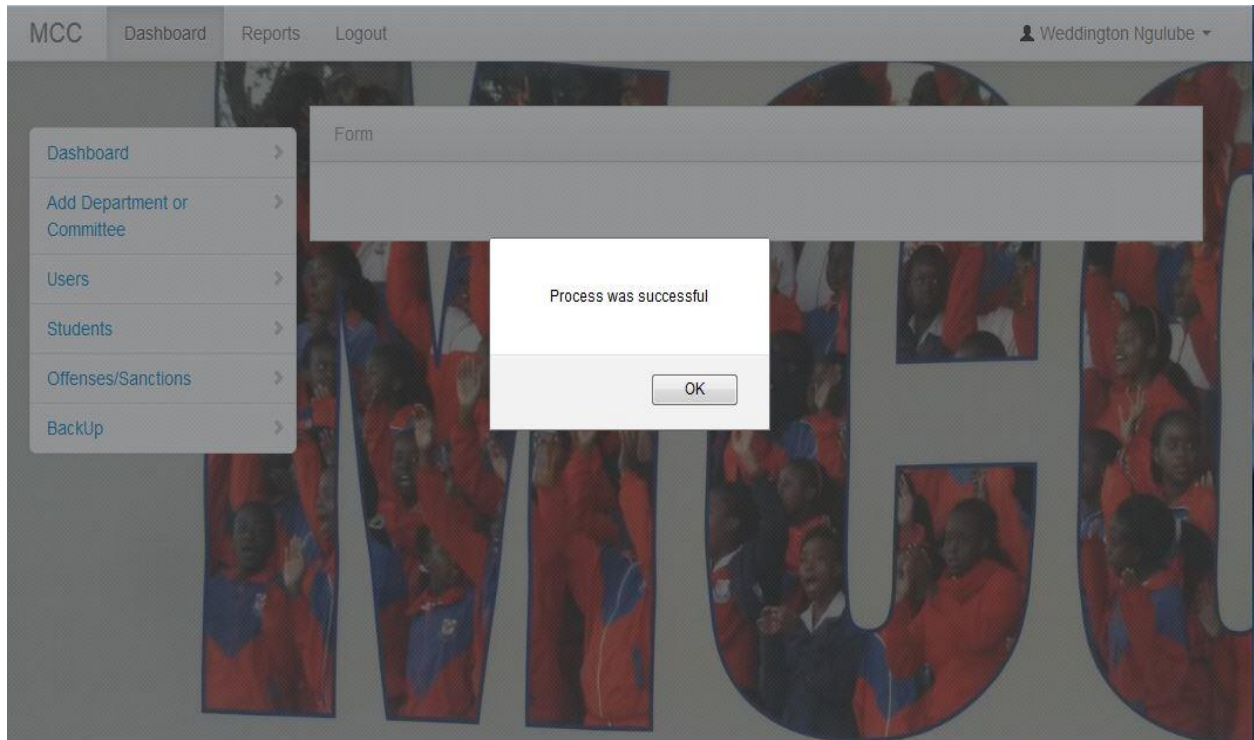 MCC Dashboard Reports Logout Weddington Ngulube
Form
Dashboard
Add Department or
Committee
Users
Students
Offenses/Sanctions
BackUp
Process was successful
OK
MCC